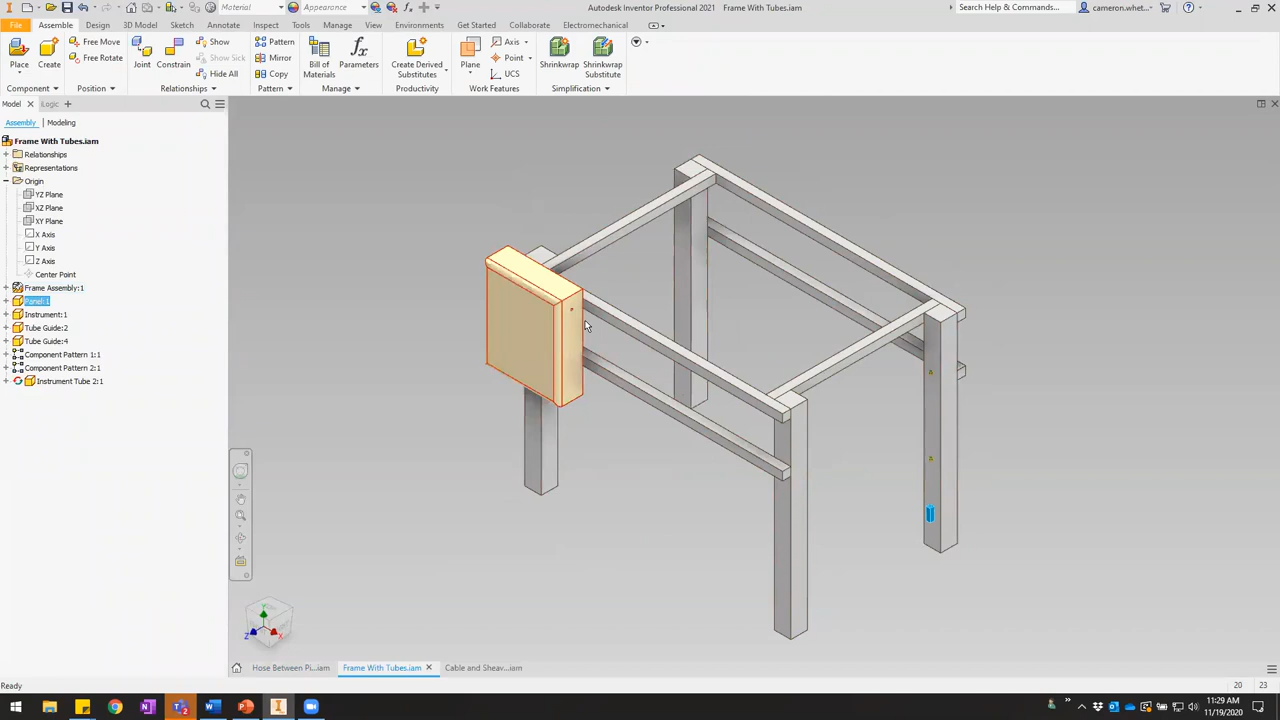 Material
Appearance
Autodesk Inventor Professional 2021 Frame With Tubes.iam
Search Help & Commands...
cameron.whet...
File Assemble Design 3D Model Sketch Annotate Inspect Tools Manage View Environments Get Started Collaborate Electromechanical
Place
Create
Free Move
Free Rotate
Joint
Constrain
Show
Show Sick
Hide All
Pattern
Mirror
Copy
Bill of
Materials
Parameters
Create Derived
Substitutes
Plane
Axis
Point
UCS
Shrinkwrap
Shrinkwrap
Substitute
Component Position Relationships Pattern Manage Productivity Work Features Simplification
Model Logic
Assembly Modeling
Frame With Tubes.iam
Relationships
Representations
Origin
YZ Plane
XZ Plane
XY Plane
X Axis
Y Axis
Z Axis
Center Point
Frame Assembly:1
Panel:1
Instrument:1
Tube Guide:2
Tube Guide:4
Component Pattern 1:1
Component Pattern 2:1
Instrument Tube 2:1
Z X
Hose Between Pi...iam Frame With Tubes.iam Cable and Sheav...iam
Ready
20 23
11:29 AM
11/19/2020